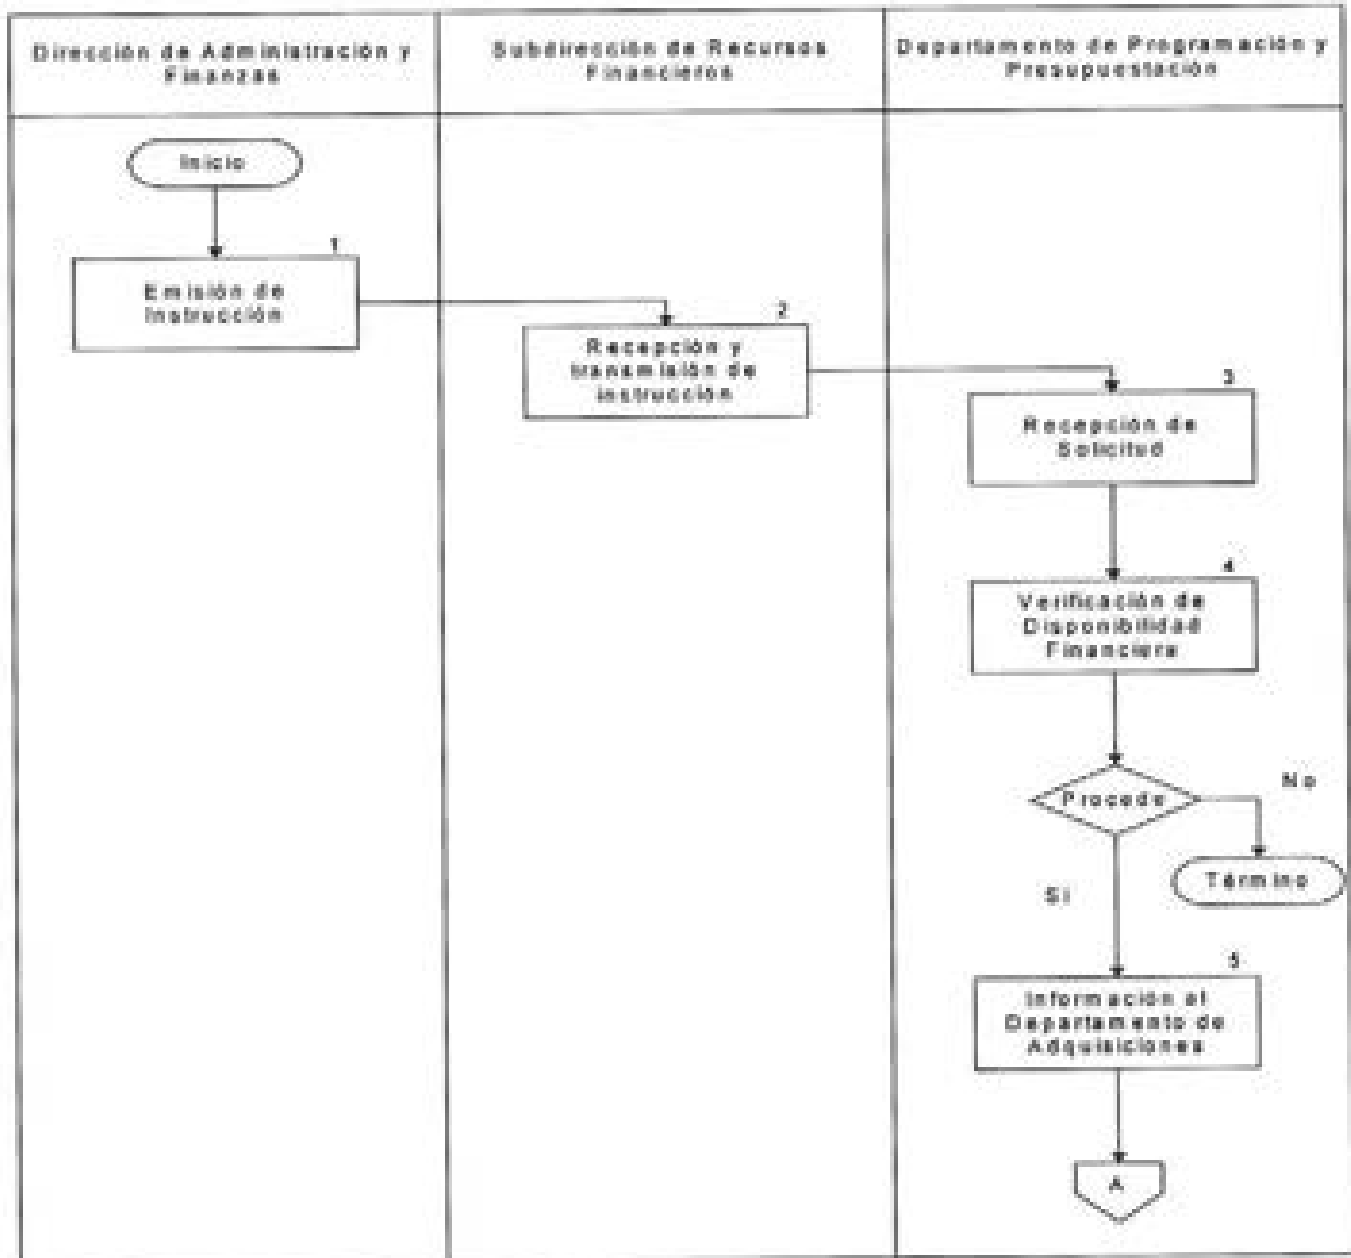 Dirección de Administración y
Finanzas
Subdirección de Recursos
Financieros
Departamento de Programación y
Presupuestación
Inicio
1
Emisión de
Instrucción
2
Recepción y
transmisión de
instrucción
3
Recepción de
Solicitud
4
Verificación de
Disponibilidad
Financiera
Procede
No
Término
Si
5
Información al
Departamento de
Adquisiciones
A